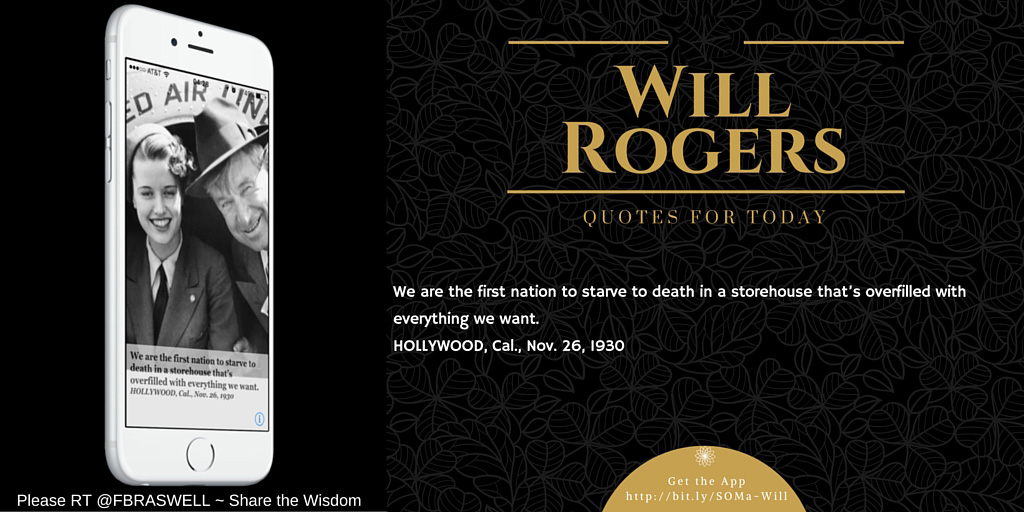 AT&T
ED AIR LINE
We are the first nation to starve to
death in a storehouse that's
overfilled with everything we want.
HOLLYWOOD, Cal., Nov. 26, 1930
Please RT @FBRASWELL ~ Share the Wisdom
WILL
ROGERS
QUOTES FOR TODAY
We are the first nation to starve to death in a storehouse that's overfilled with
everything we want.
HOLLYWOOD, Cal., Nov. 26, 1930
Get the App
http://bit.ly/SOMa-Will